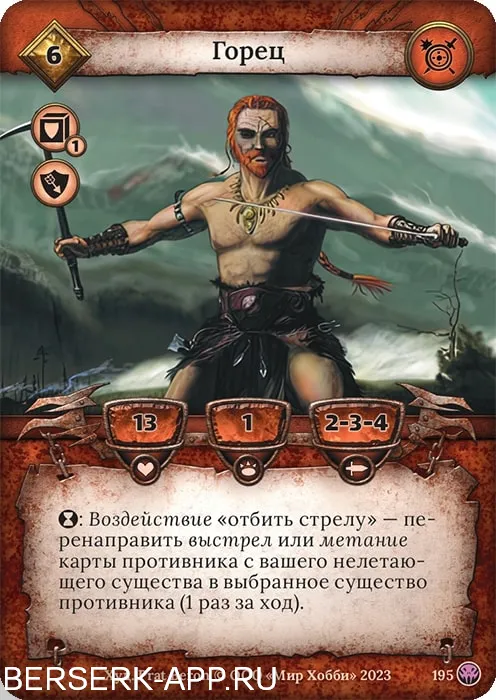 6
Горец
1
13
1
2-3-4
: Воздействие «отбить стрелу» — пе-
ренаправить выстрел или метание
карты противника с вашего нелетаю-
щего существа в выбранное существо
противника (1 раз за ход).
«Мир Хобби» 2023
195
BERSERK-APP.RU